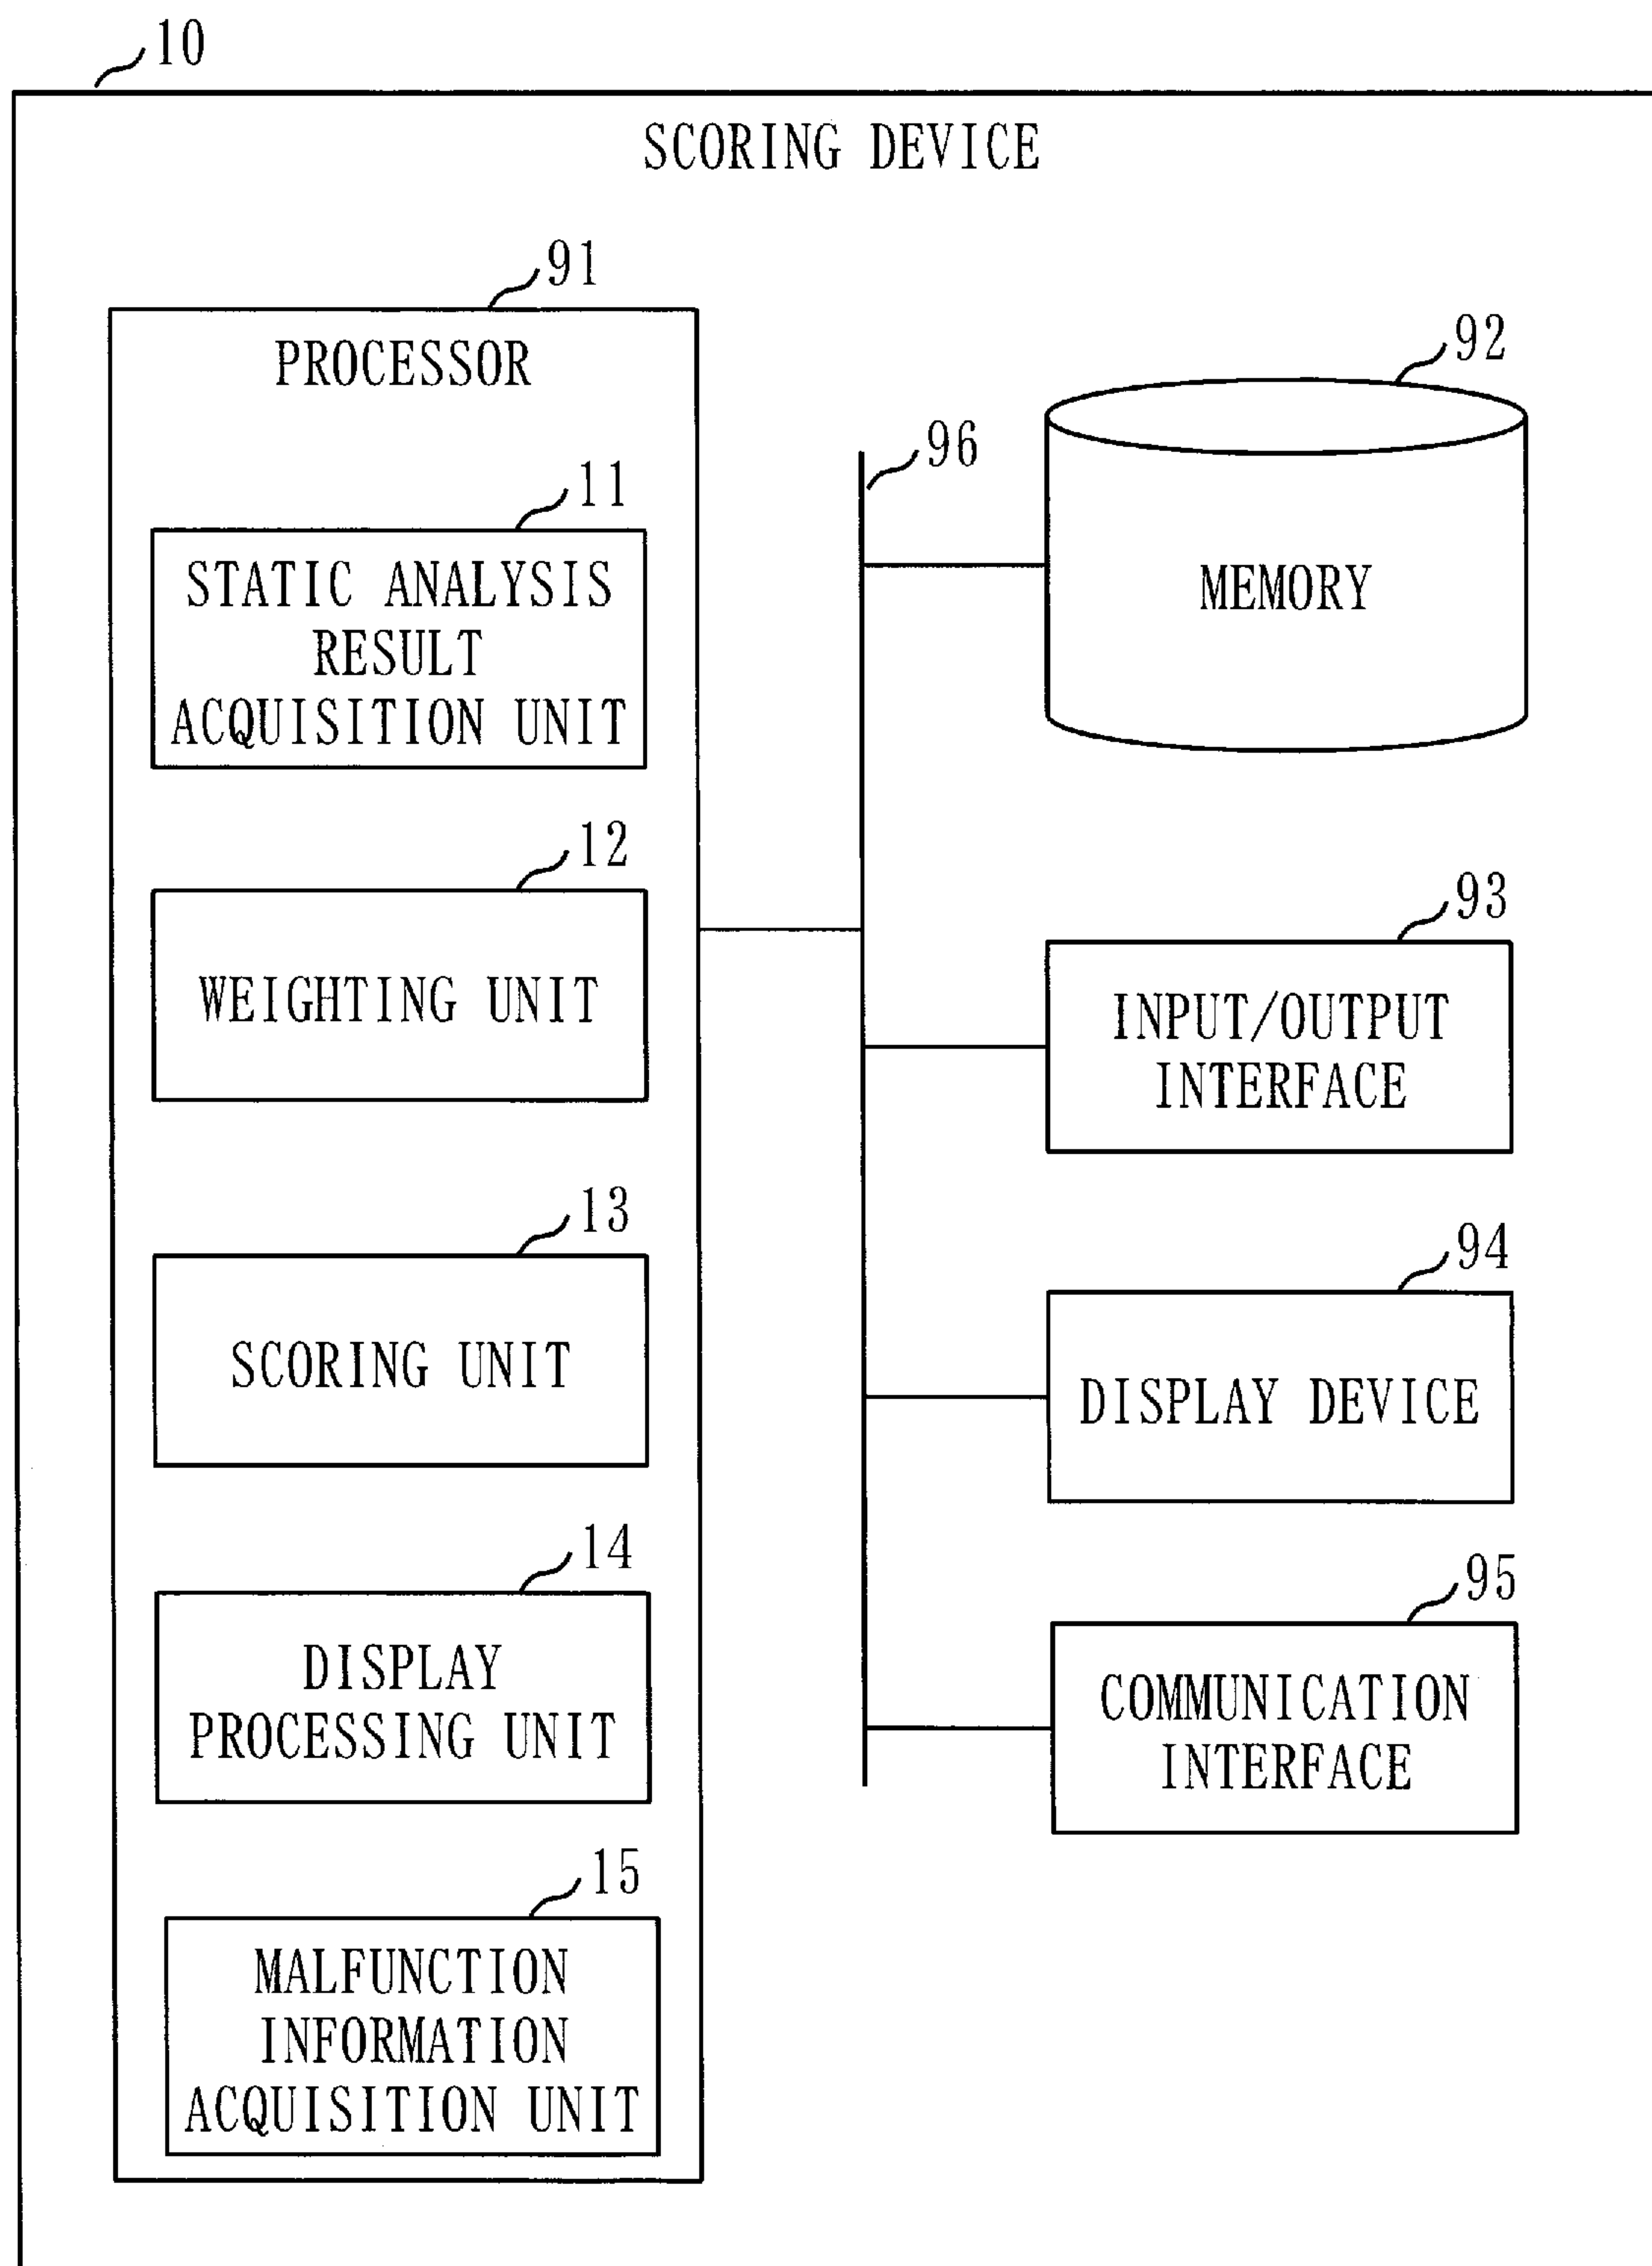 10
SCORING DEVICE
91
PROCESSOR
11
STATIC ANALYSIS
RESULT
ACQUISITION UNIT
12
WEIGHTING UNIT
13
SCORING UNIT
14
DISPLAY
PROCESSING UNIT
15
MALFUNCTION
INFORMATION
ACQUISITION UNIT
96
92
MEMORY
93
INPUT/OUTPUT
INTERFACE
94
DISPLAY DEVICE
95
COMMUNICATION
INTERFACE